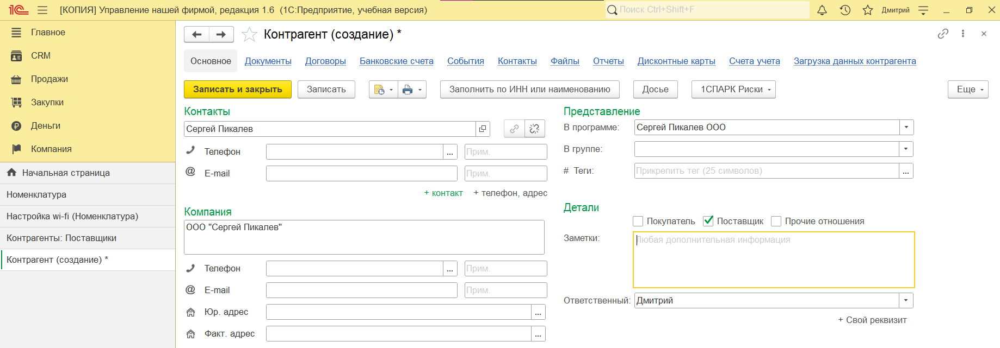 1С [КОПИЯ] Управление нашей фирмой, редакция 1.6 (1С:Предприятие, учебная версия) Поиск Ctrl+Shift+F Дмитрий
Главное
CRM
Продажи
Закупки
Деньги
Компания
Начальная страница
Номенклатура
Настройка wi-fi (Номенклатура)
Контрагенты: Поставщики
Контрагент (создание) *
Контрагент (создание) *
Основное Документы Договоры Банковские счета События Контакты Файлы Отчеты Дисконтные карты Счета учета Загрузка данных контрагента
Записать и закрыть Записать Заполнить по ИНН или наименованию Досье 1СПАРК Риски Еще
Контакты
Сергей Пикалев
Телефон ... Прим.
E-mail Прим.
+ контакт + телефон, адрес
Компания
ООО "Сергей Пикалев"
Телефон ... Прим.
E-mail Прим.
Юр. адрес ...
Факт. адрес ...
Представление
В программе: Сергей Пикалев ООО
В группе:
# Теги: Прикрепить тег (25 символов) ...
Детали
Покупатель Поставщик Прочие отношения
Заметки: Любая дополнительная информация
Ответственный: Дмитрий
+ Свой реквизит